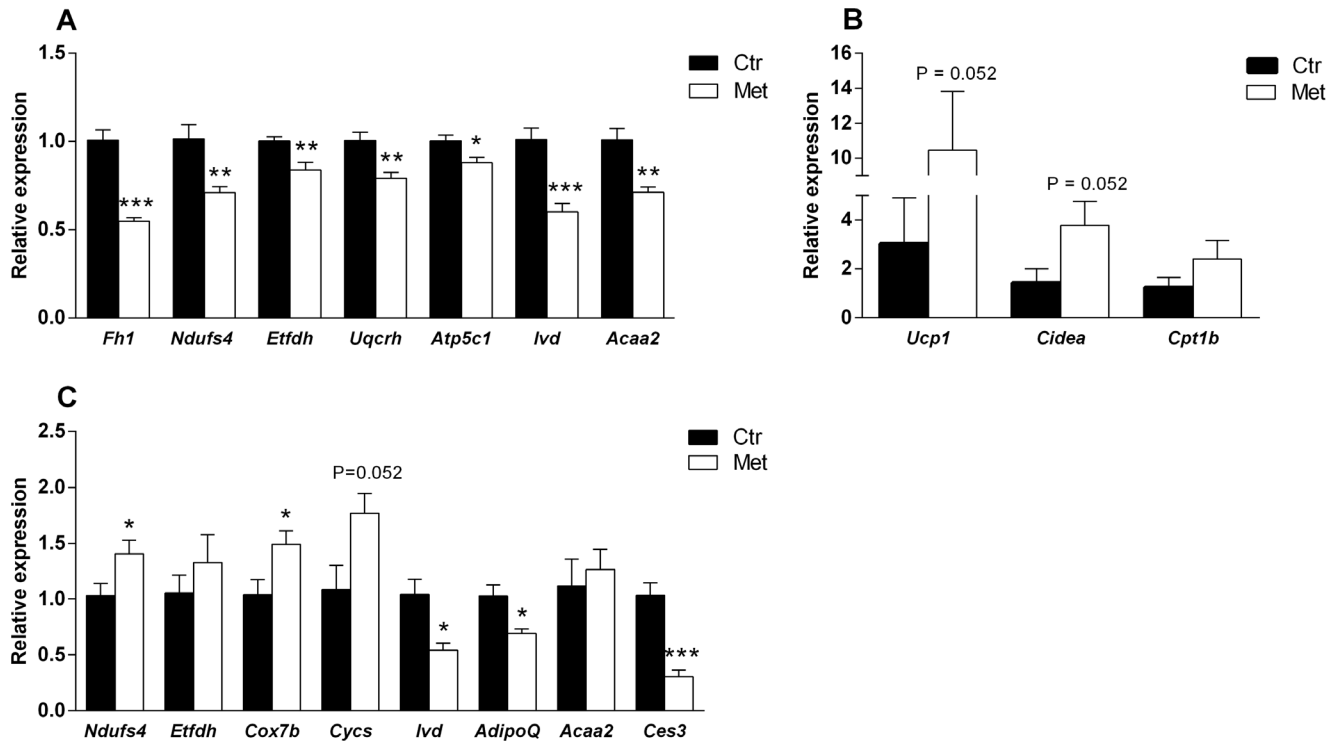 A
Relative expression
1.5
1.0
0.5
0.0
Ctr
Met
***
**
**
**
*
***
**
Fh1 Ndufs4 Etfdh Uqcrh Atp5c1 Ivd Acaa2
B
Relative expression
16
14
12
10
4
2
0
P = 0.052
P = 0.052
Ctr
Met
Ucp1 Cidea Cpt1b
C
Relative expression
2.5
2.0
1.5
1.0
0.5
0.0
Ctr
Met
*
*
P=0.052
*
*
***
Ndufs4 Etfdh Cox7b Cycs Ivd AdipoQ Acaa2 Ces3